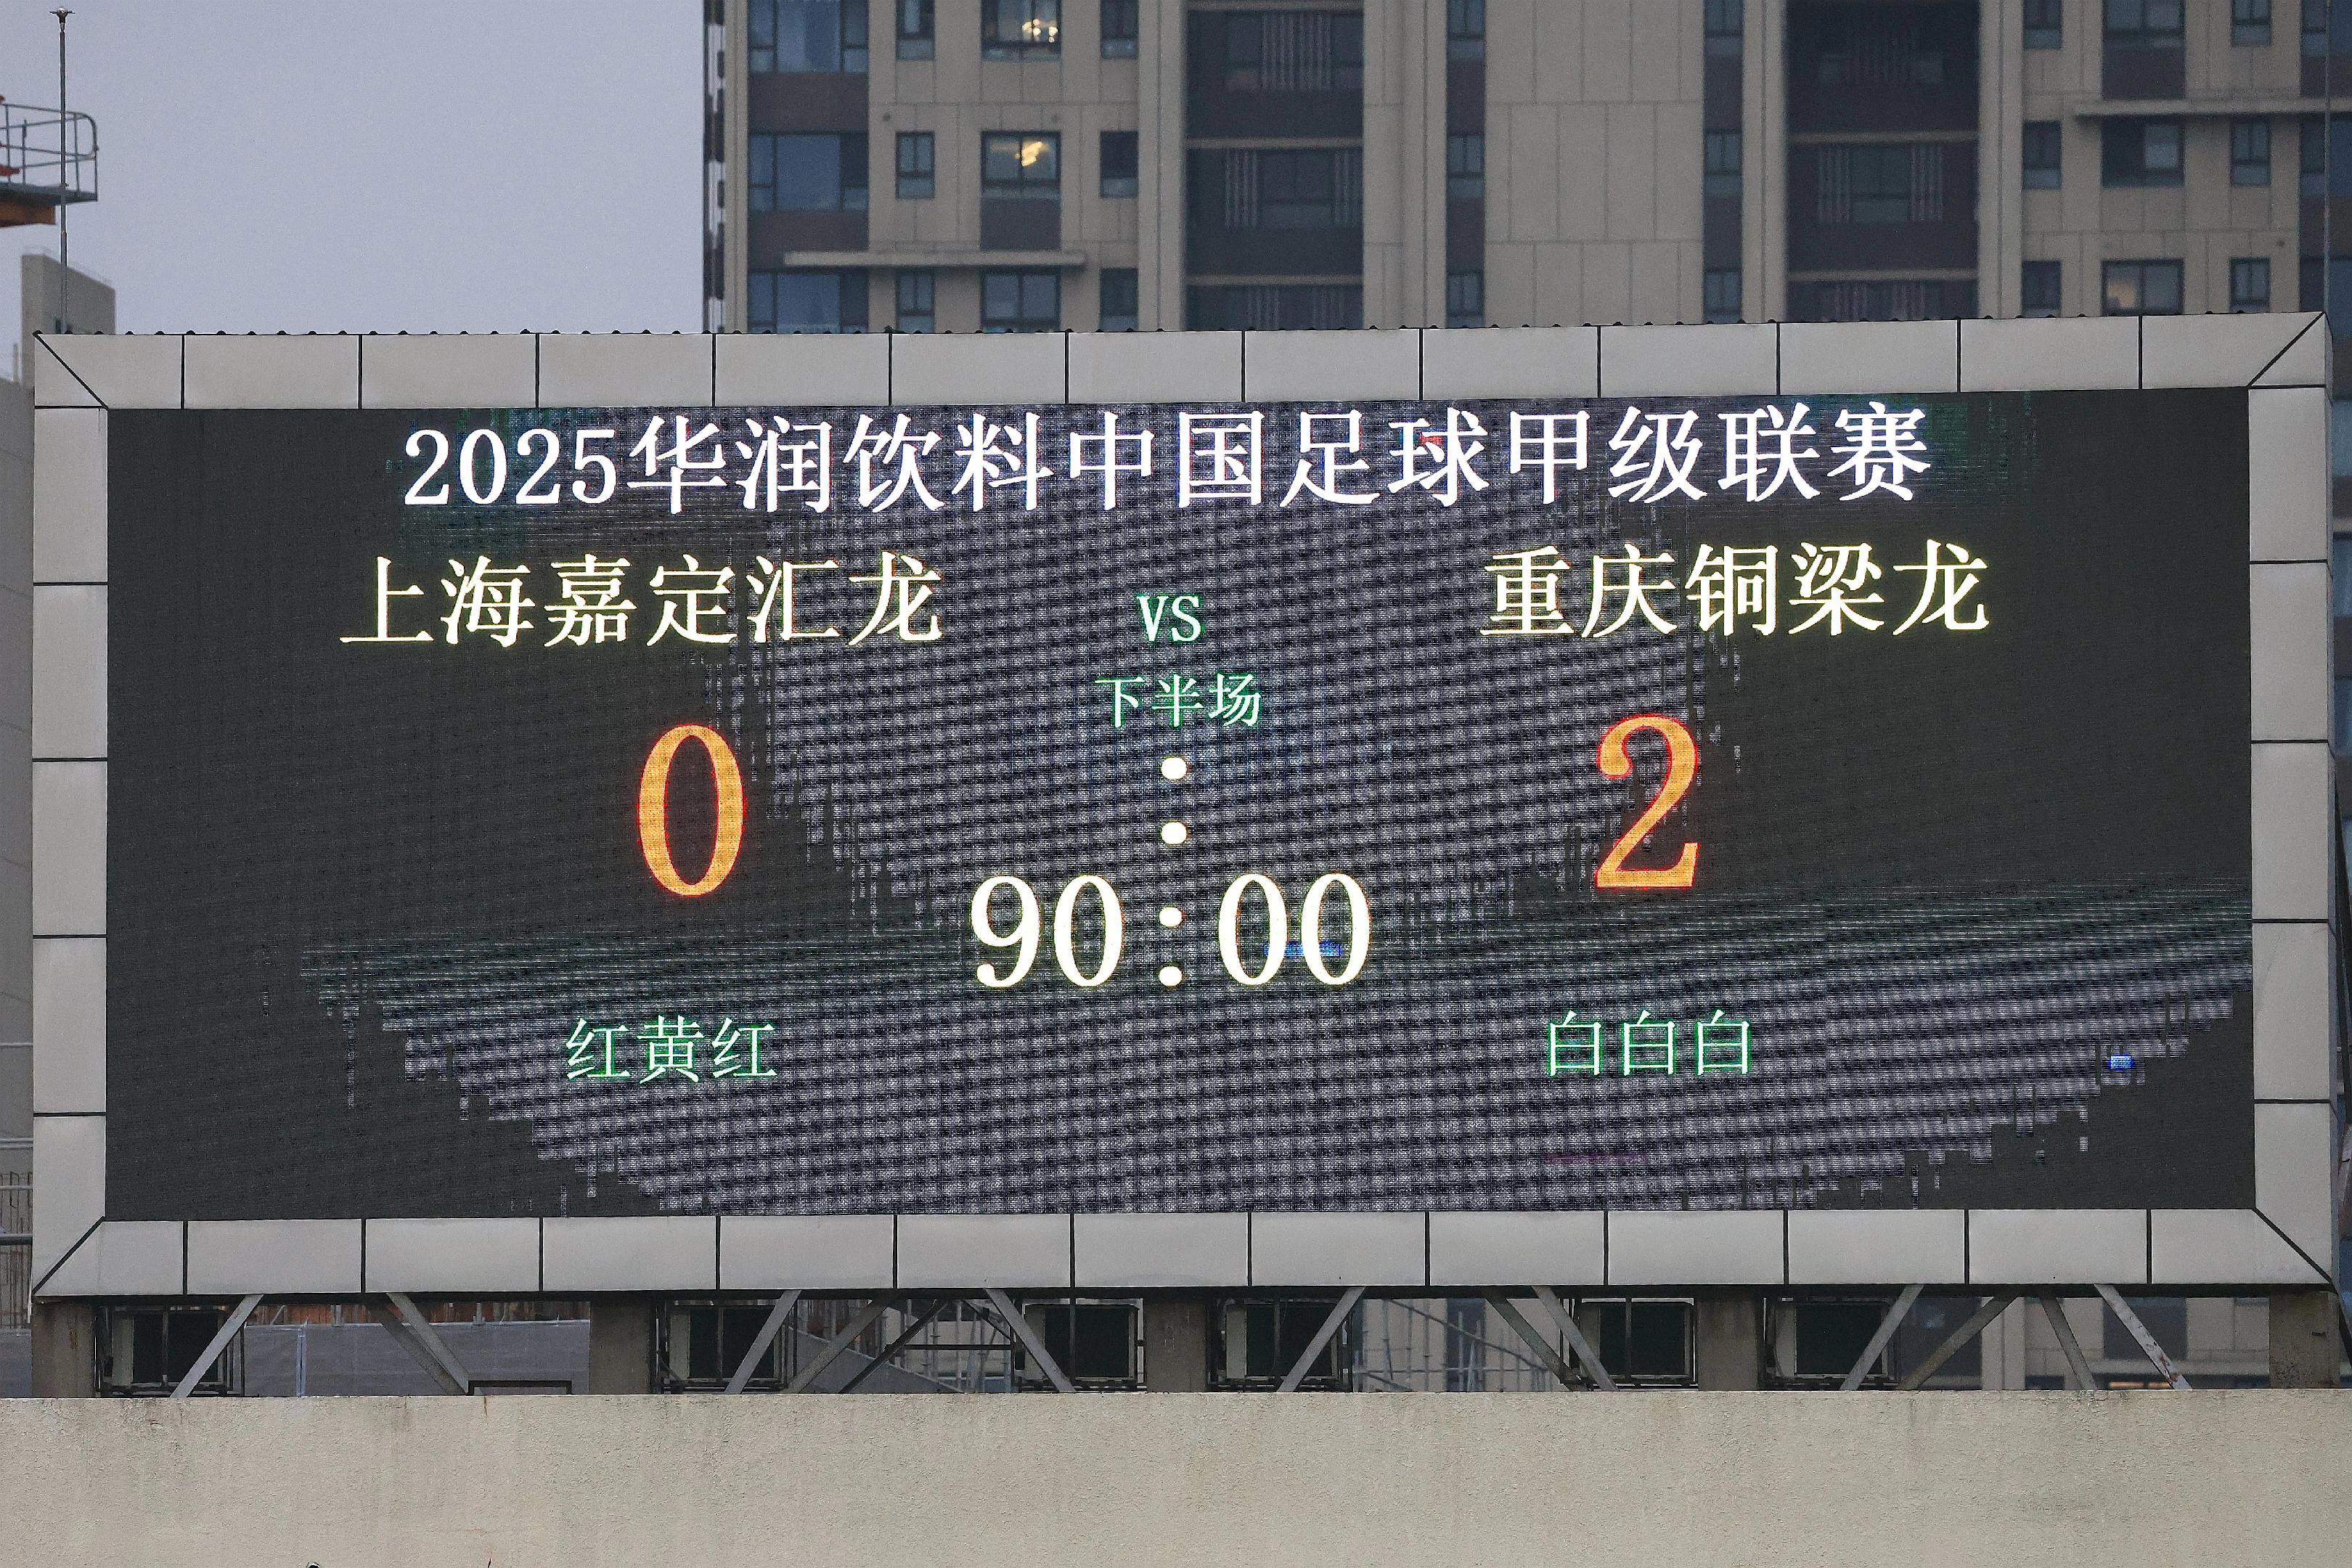 2025华润饮料中国足球甲级联赛
上海嘉定汇龙 VS 重庆铜梁龙
下半场
0 : 2
90:00
红黄红 白白白